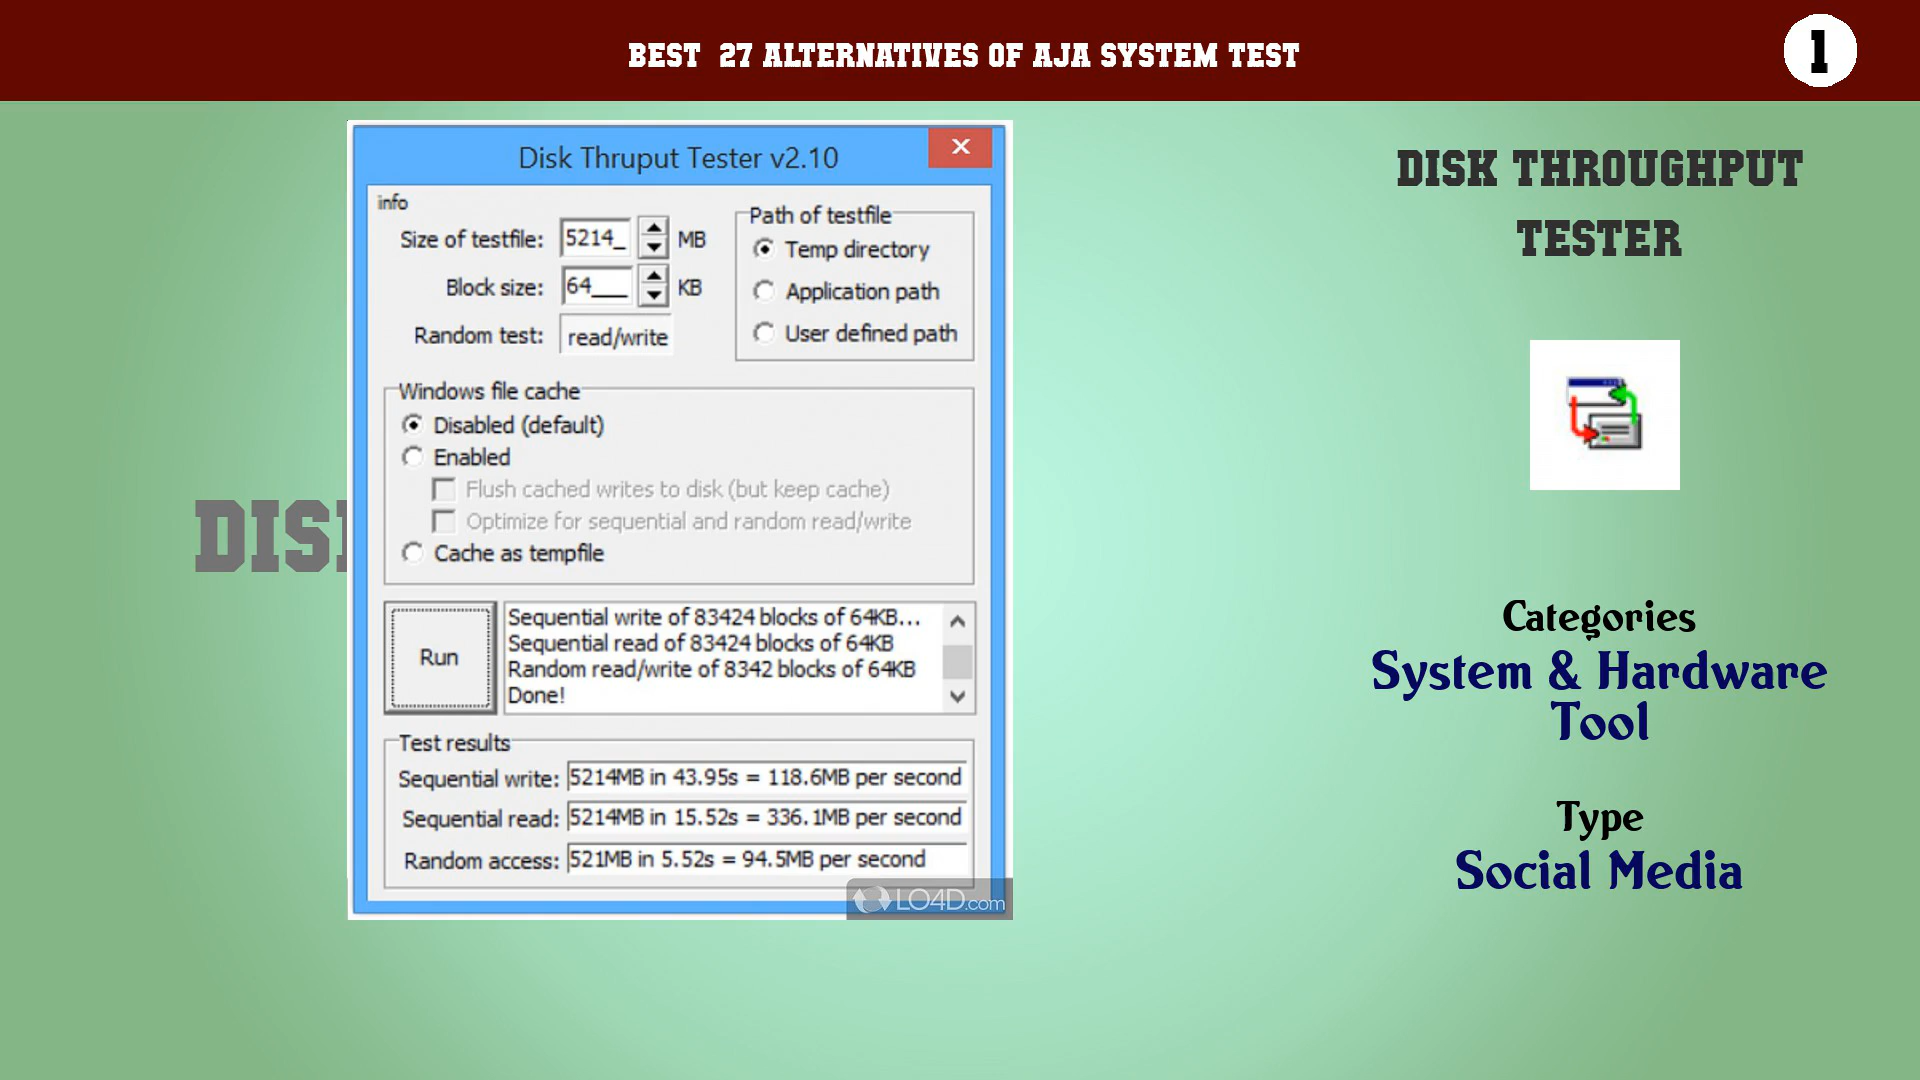 BEST 27 ALTERNATIVES OF AJA SYSTEM TEST
1
Disk Thruput Tester v2.10
info
Size of testfile: 5214_ MB
Block size: 64___ KB
Random test: read/write
Path of testfile
Temp directory
Application path
User defined path
Windows file cache
Disabled (default)
Enabled
Flush cached writes to disk (but keep cache)
Optimize for sequential and random read/write
Cache as tempfile
Run
Sequential write of 83424 blocks of 64KB...
Sequential read of 83424 blocks of 64KB
Random read/write of 8342 blocks of 64KB
Done!
Test results
Sequential write: 5214MB in 43.95s = 118.6MB per second
Sequential read: 5214MB in 15.52s = 336.1MB per second
Random access: 521MB in 5.52s = 94.5MB per second
LO4D.com
DISK THROUGHPUT
TESTER
Categories
System & Hardware
Tool
Type
Social Media